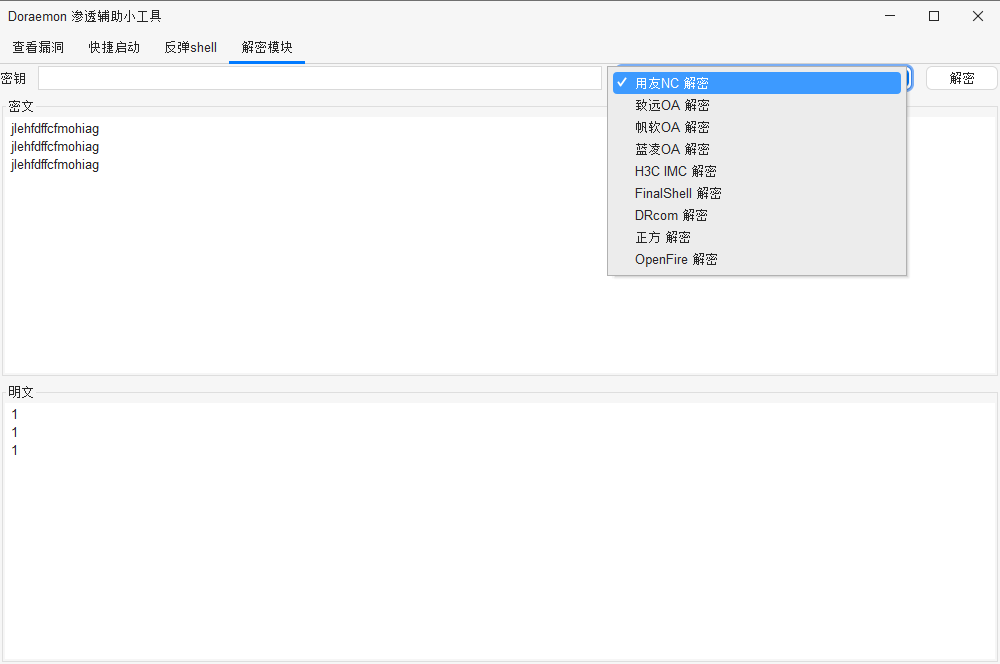 Doraemon 渗透辅助小工具
查看漏洞 快捷启动 反弹shell 解密模块
密钥 解密
用友NC 解密
致远OA 解密
帆软OA 解密
蓝凌OA 解密
H3C IMC 解密
FinalShell 解密
DRcom 解密
正方 解密
OpenFire 解密
密文
jlehfdffcfmohiag
jlehfdffcfmohiag
jlehfdffcfmohiag
明文
1
1
1